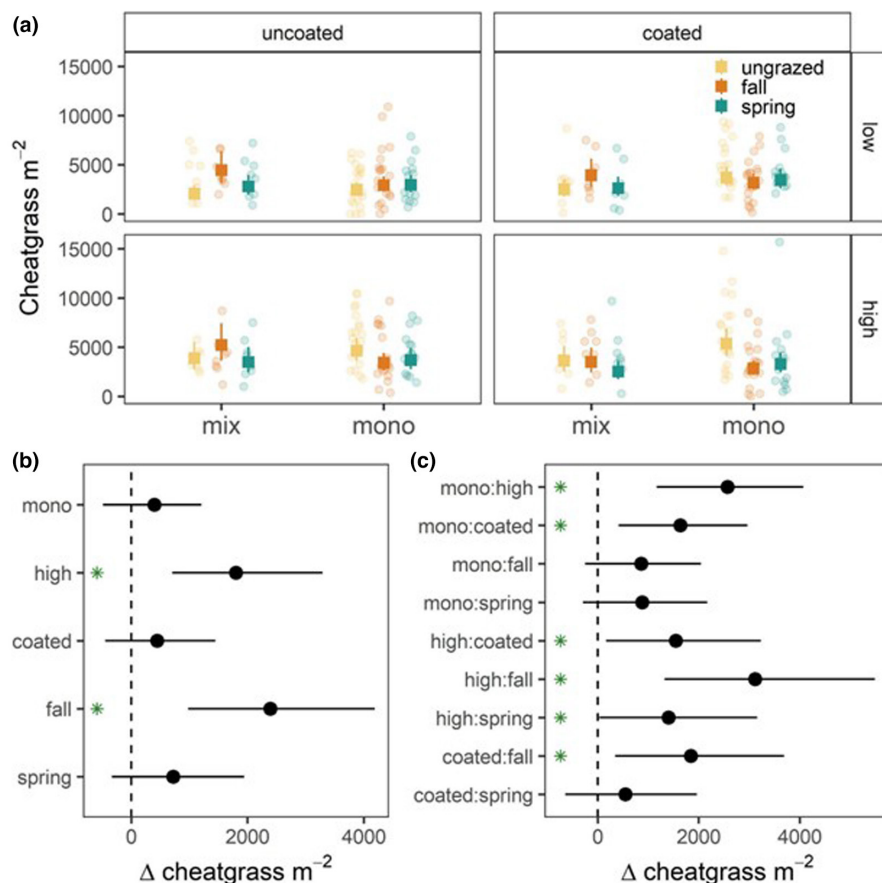 (a)
uncoated
coated
ungrazed
fall
spring
low
high
Cheatgrass m⁻²
15000
10000
5000
0
15000
10000
5000
0
mix
mono
mix
mono
(b)
mono
high
coated
fall
spring
0
2000
4000
Δ cheatgrass m⁻²
(c)
mono:high
mono:coated
mono:fall
mono:spring
high:coated
high:fall
high:spring
coated:fall
coated:spring
0
2000
4000
Δ cheatgrass m⁻²